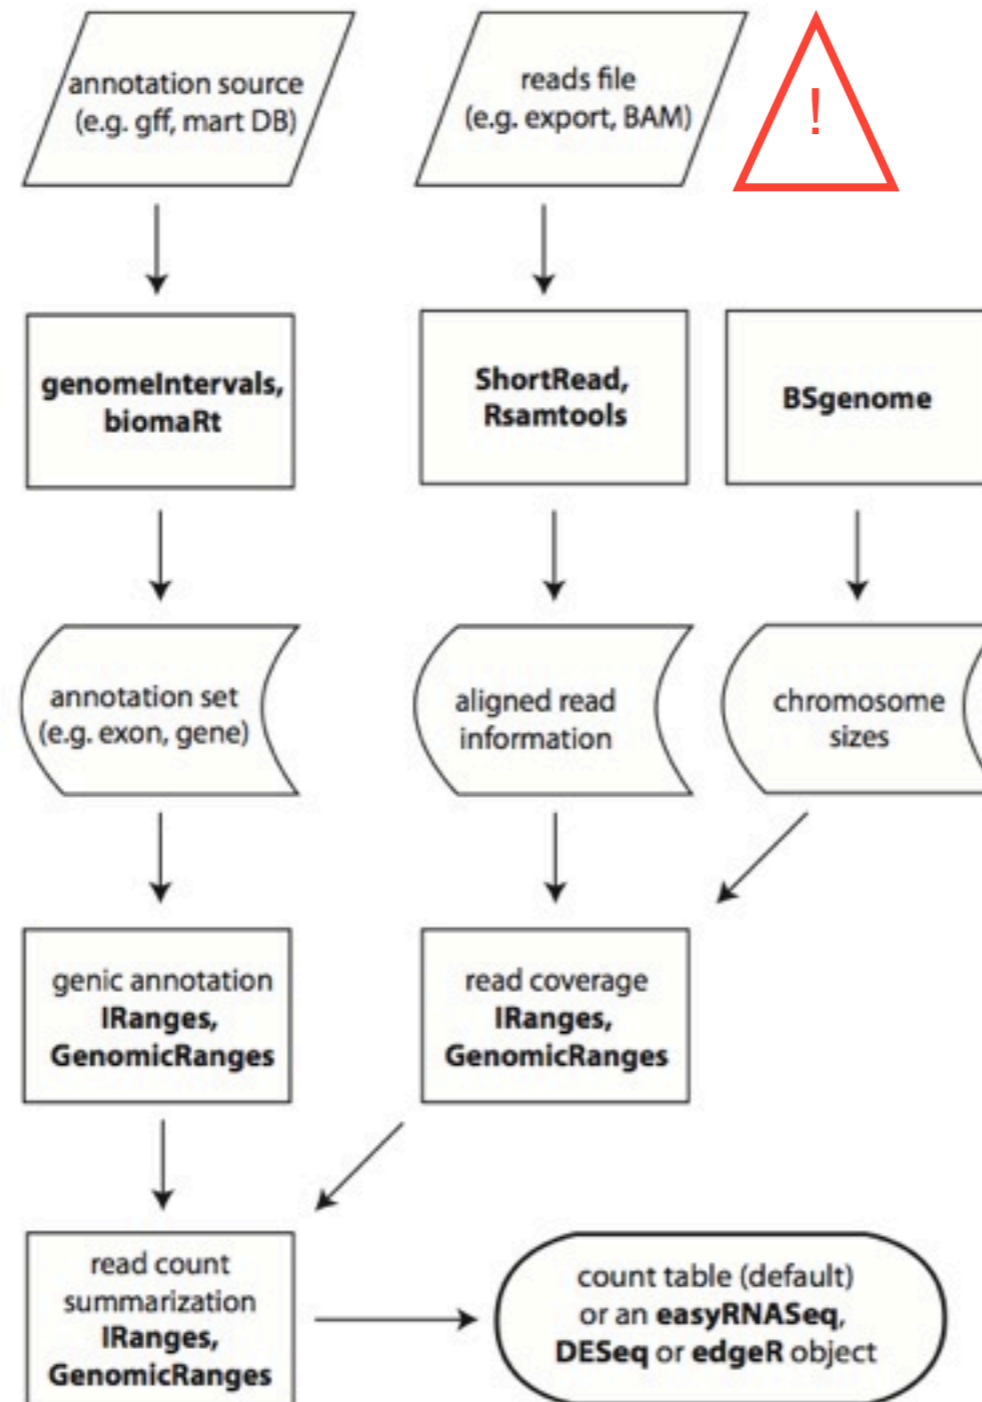 annotation source
(e.g. gff, mart DB)
reads file
(e.g. export, BAM)
!
genomeIntervals,
biomaRt
ShortRead,
Rsamtools
BSgenome
annotation set
(e.g. exon, gene)
aligned read
information
chromosome
sizes
genic annotation
IRanges,
GenomicRanges
read coverage
IRanges,
GenomicRanges
read count
summarization
IRanges,
GenomicRanges
count table (default)
or an easyRNASeq,
DESeq or edgeR object